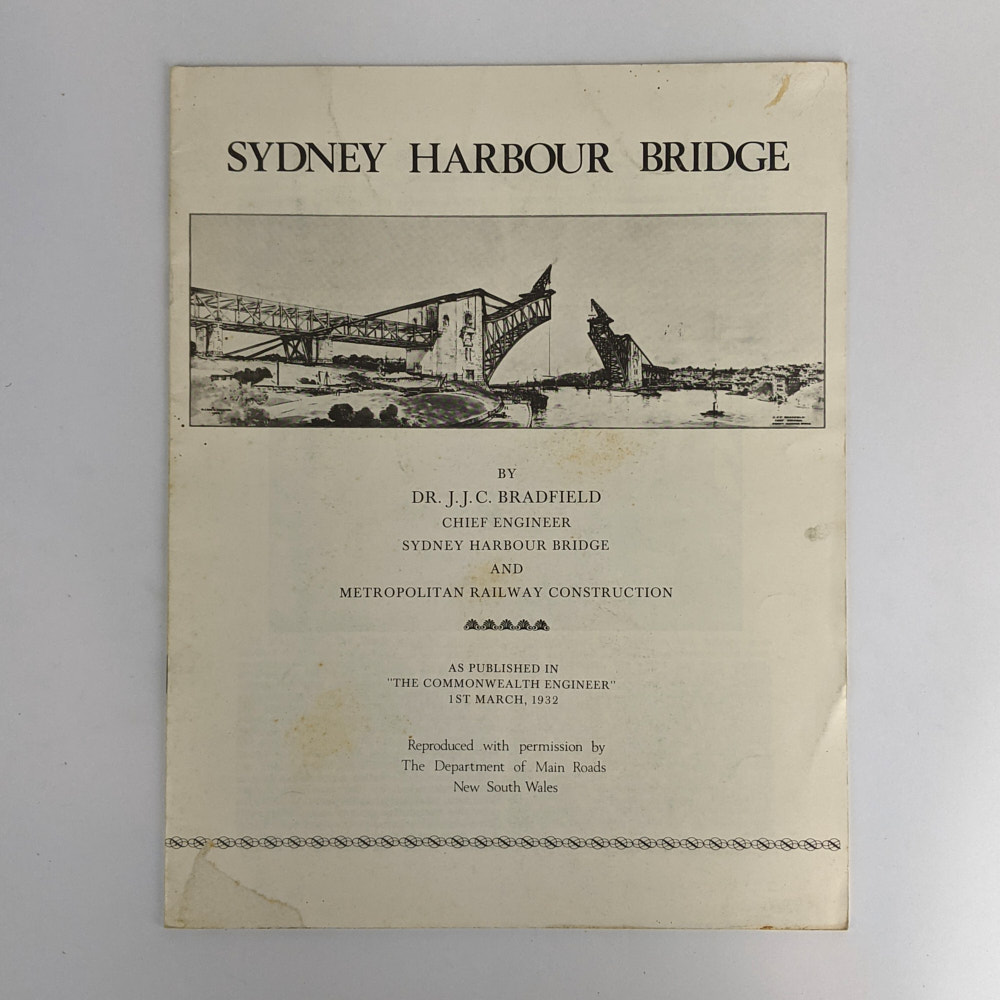 SYDNEY HARBOUR BRIDGE
BY
DR. J. J. C. BRADFIELD
CHIEF ENGINEER
SYDNEY HARBOUR BRIDGE
AND
METROPOLITAN RAILWAY CONSTRUCTION
AS PUBLISHED IN
"THE COMMONWEALTH ENGINEER"
1ST MARCH, 1932
Reproduced with permission by
The Department of Main Roads
New South Wales